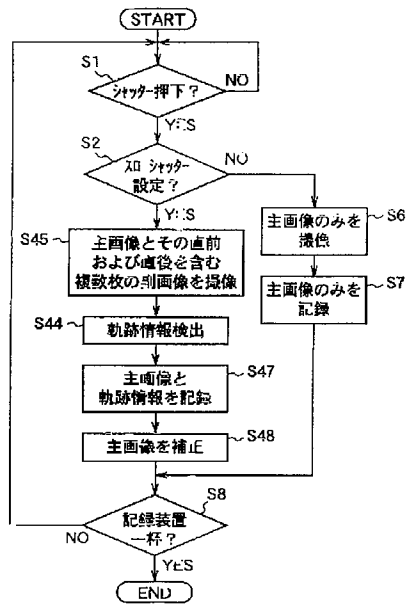 START
S1
シャッター押下?
NO
YES
S2
スロ シャッター
設定?
NO
YES
S45
主画像とその直前
および直後を含む
複数枚の副画像を撮像
S6
主画像のみを
撮像
S7
主画像のみを
記録
S44
軌跡情報検出
S47
主画像と
軌跡情報を記録
S48
主画像を補正
S8
記録装置
一杯?
NO
YES
END